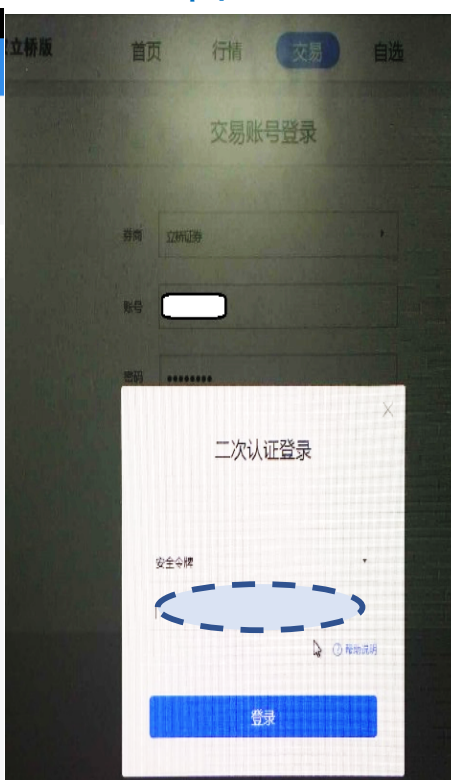 立桥版 首页 行情 交易 自选
交易账号登录
券商 立桥证券
账号
密码 ••••••••
二次认证登录
安全令牌
帮助说明
登录